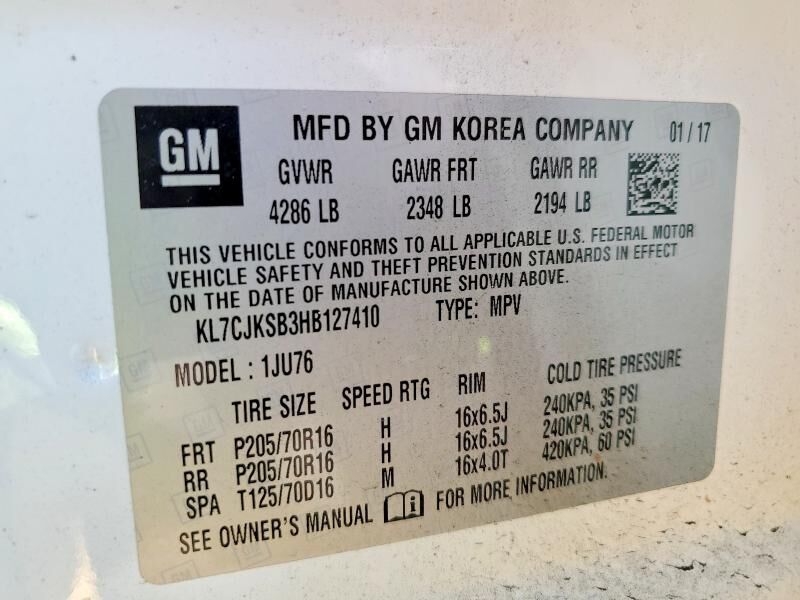 GM
MFD BY GM KOREA COMPANY 01/17
GVWR GAWR FRT GAWR RR
4286 LB 2348 LB 2194 LB
THIS VEHICLE CONFORMS TO ALL APPLICABLE U.S. FEDERAL MOTOR
VEHICLE SAFETY AND THEFT PREVENTION STANDARDS IN EFFECT
ON THE DATE OF MANUFACTURE SHOWN ABOVE.
KL7CJKSB3HB127410 TYPE: MPV
MODEL : 1JU76
TIRE SIZE SPEED RTG RIM COLD TIRE PRESSURE
FRT P205/70R16 H 16x6.5J 240KPA, 35 PSI
RR P205/70R16 H 16x6.5J 240KPA, 35 PSI
SPA T125/70D16 M 16x4.0T 420KPA, 60 PSI
SEE OWNER'S MANUAL i FOR MORE INFORMATION.